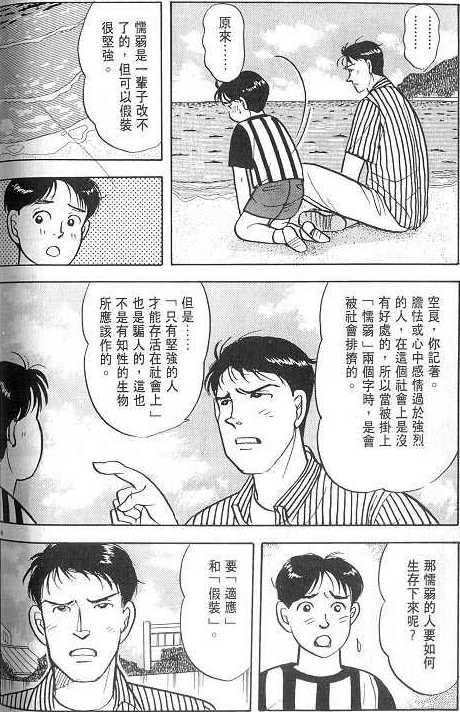 …………
原來…
懦弱是一輩子改不
了的，但可以假裝
很堅強。
空良，你記著。
膽怯或心中感情過於強烈
的人，在這個社會上是沒
有好處的，所以當被掛上
「懦弱」兩個字時，是會
被社會排擠的。
但是……
「只有堅強的人
才能存活在社會上」
也是騙人的，這也
不是有知性的生物
所應該作的。
那懦弱的人要如何
生存下來呢？
要「適應」
和「假裝」。